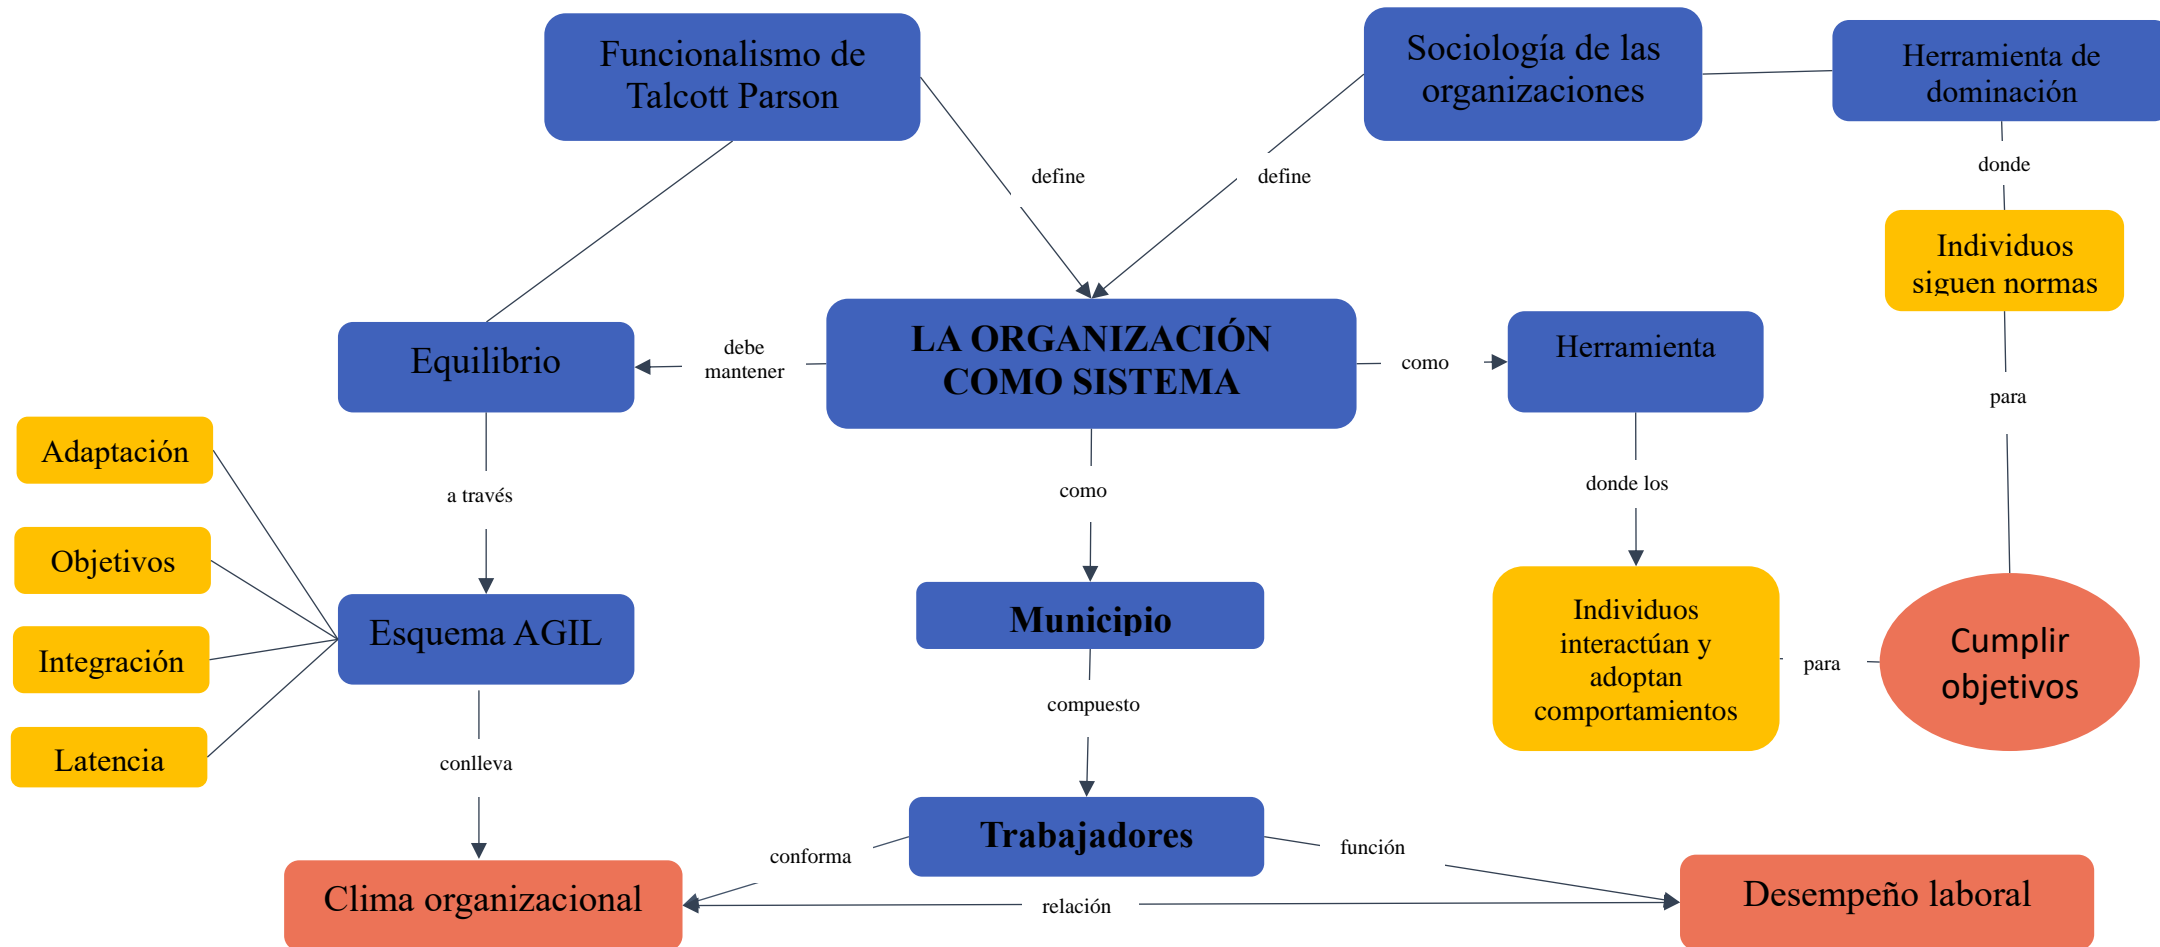 Funcionalismo de
Talcott Parson
Sociología de las
organizaciones
Herramienta de
dominación
define
define
donde
Individuos
siguen normas
Equilibrio
debe
mantener
LA ORGANIZACIÓN
COMO SISTEMA
como
Herramienta
para
Adaptación
a través
como
donde los
Objetivos
Esquema AGIL
Municipio
Individuos
interactúan y
adoptan
comportamientos
para
Cumplir
objetivos
Integración
compuesto
Latencia
conlleva
Trabajadores
conforma
función
Clima organizacional
relación
Desempeño laboral